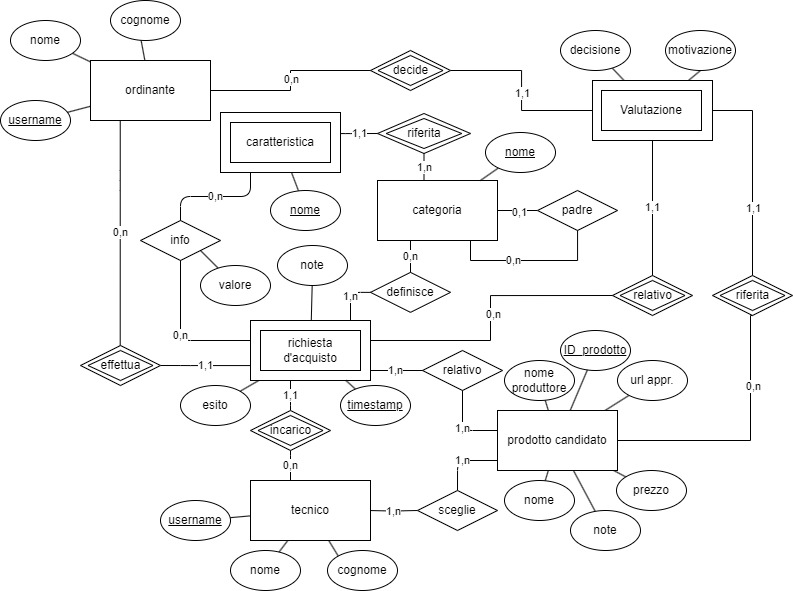 cognome
nome
decide
decisione
motivazione
ordinante
0,n
1,1
Valutazione
username
caratteristica
1,1
riferita
1,n
nome
0,n
nome
categoria
0,1
padre
1,1
1,1
0,n
info
0,n
0,n
note
valore
definisce
1,n
relativo
riferita
0,n
0,n
richiesta
d'acquisto
ID_prodotto
effettua
1,1
1,n
relativo
nome
produttore
url appr.
0,n
1,1
esito
timestamp
incarico
1,n
prodotto candidato
0,n
1,n
username
tecnico
1,n
sceglie
nome
prezzo
note
nome
cognome